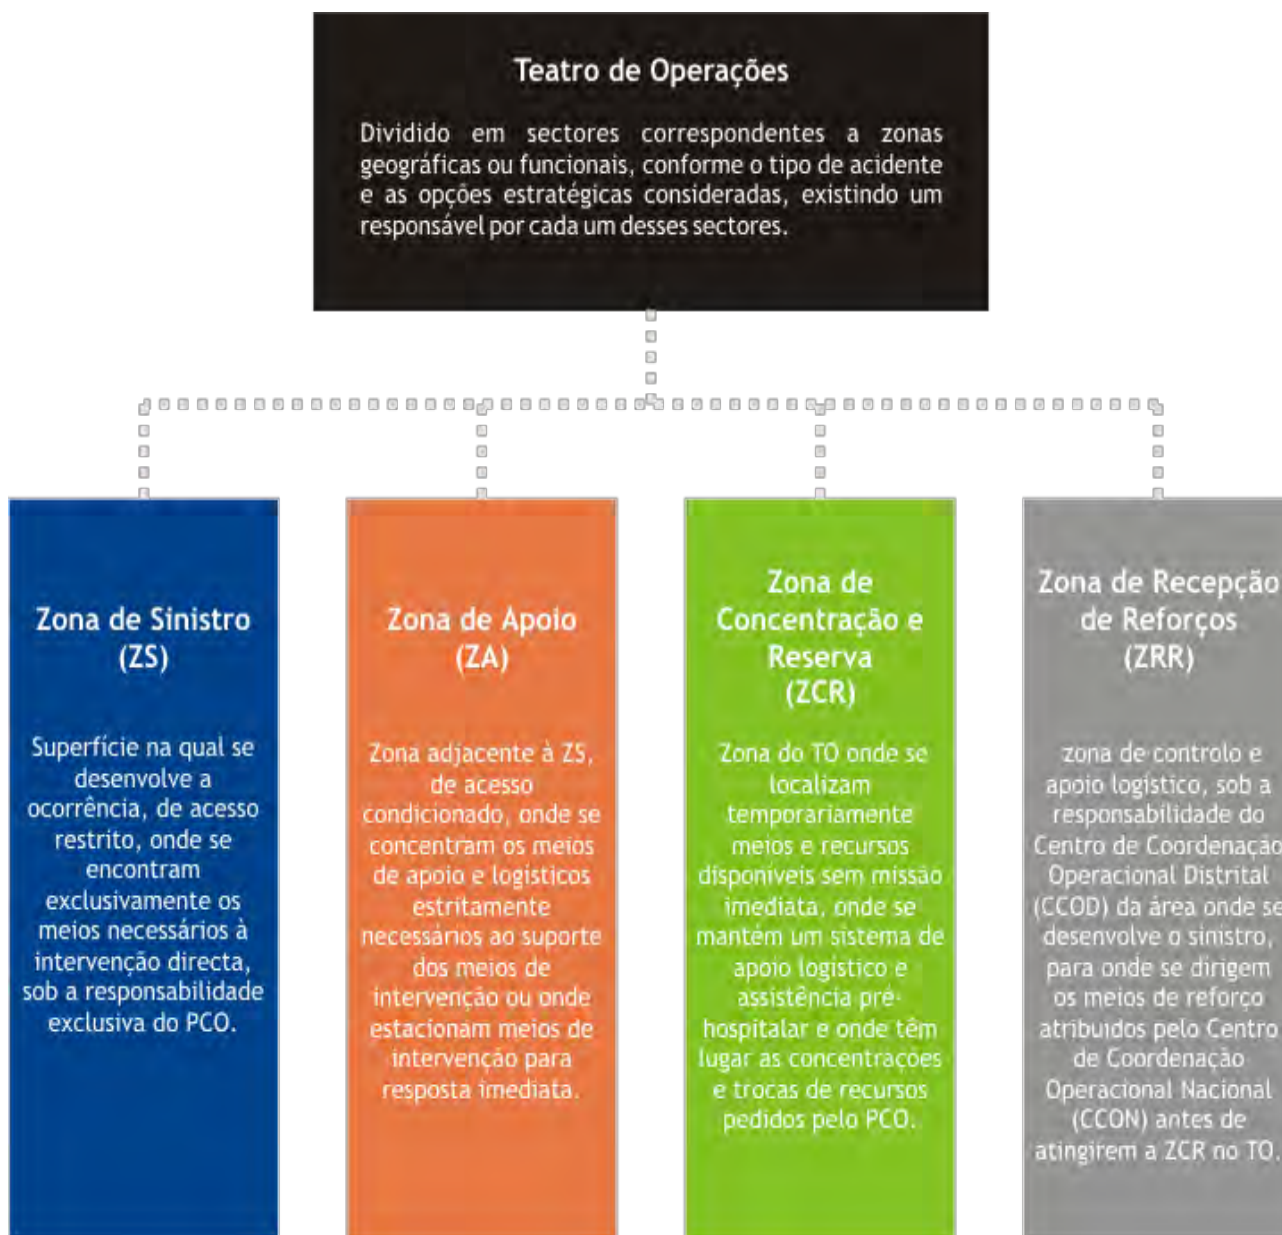 Teatro de Operações
Dividido em sectores correspondentes a zonas
geográficas ou funcionais, conforme o tipo de acidente
e as opções estratégicas consideradas, existindo um
responsável por cada um desses sectores.
Zona de Sinistro
(ZS)
Superfície na qual se
desenvolve a
ocorrência, de acesso
restrito, onde se
encontram
exclusivamente os
meios necessários à
intervenção directa,
sob a responsabilidade
exclusiva do PCO.
Zona de Apoio
(ZA)
Zona adjacente à ZS,
de acesso
condicionado, onde se
concentram os meios
de apoio e logísticos
estritamente
necessários ao suporte
dos meios de
intervenção ou onde
estacionam meios de
intervenção para
resposta imediata.
Zona de
Concentração e
Reserva
(ZCR)
Zona do TO onde se
localizam
temporariamente
meios e recursos
disponíveis sem missão
imediata, onde se
mantém um sistema de
apoio logístico e
assistência pré-
hospitalar e onde têm
lugar as concentrações
e trocas de recursos
pedidos pelo PCO.
Zona de Recepção
de Reforços
(ZRR)
zona de controlo e
apoio logístico, sob a
responsabilidade do
Centro de Coordenação
Operacional Distrital
(CCOD) da área onde se
desenvolve o sinistro,
para onde se dirigem
os meios de reforço
atribuídos pelo Centro
de Coordenação
Operacional Nacional
(CCON) antes de
atingirem a ZCR no TO.